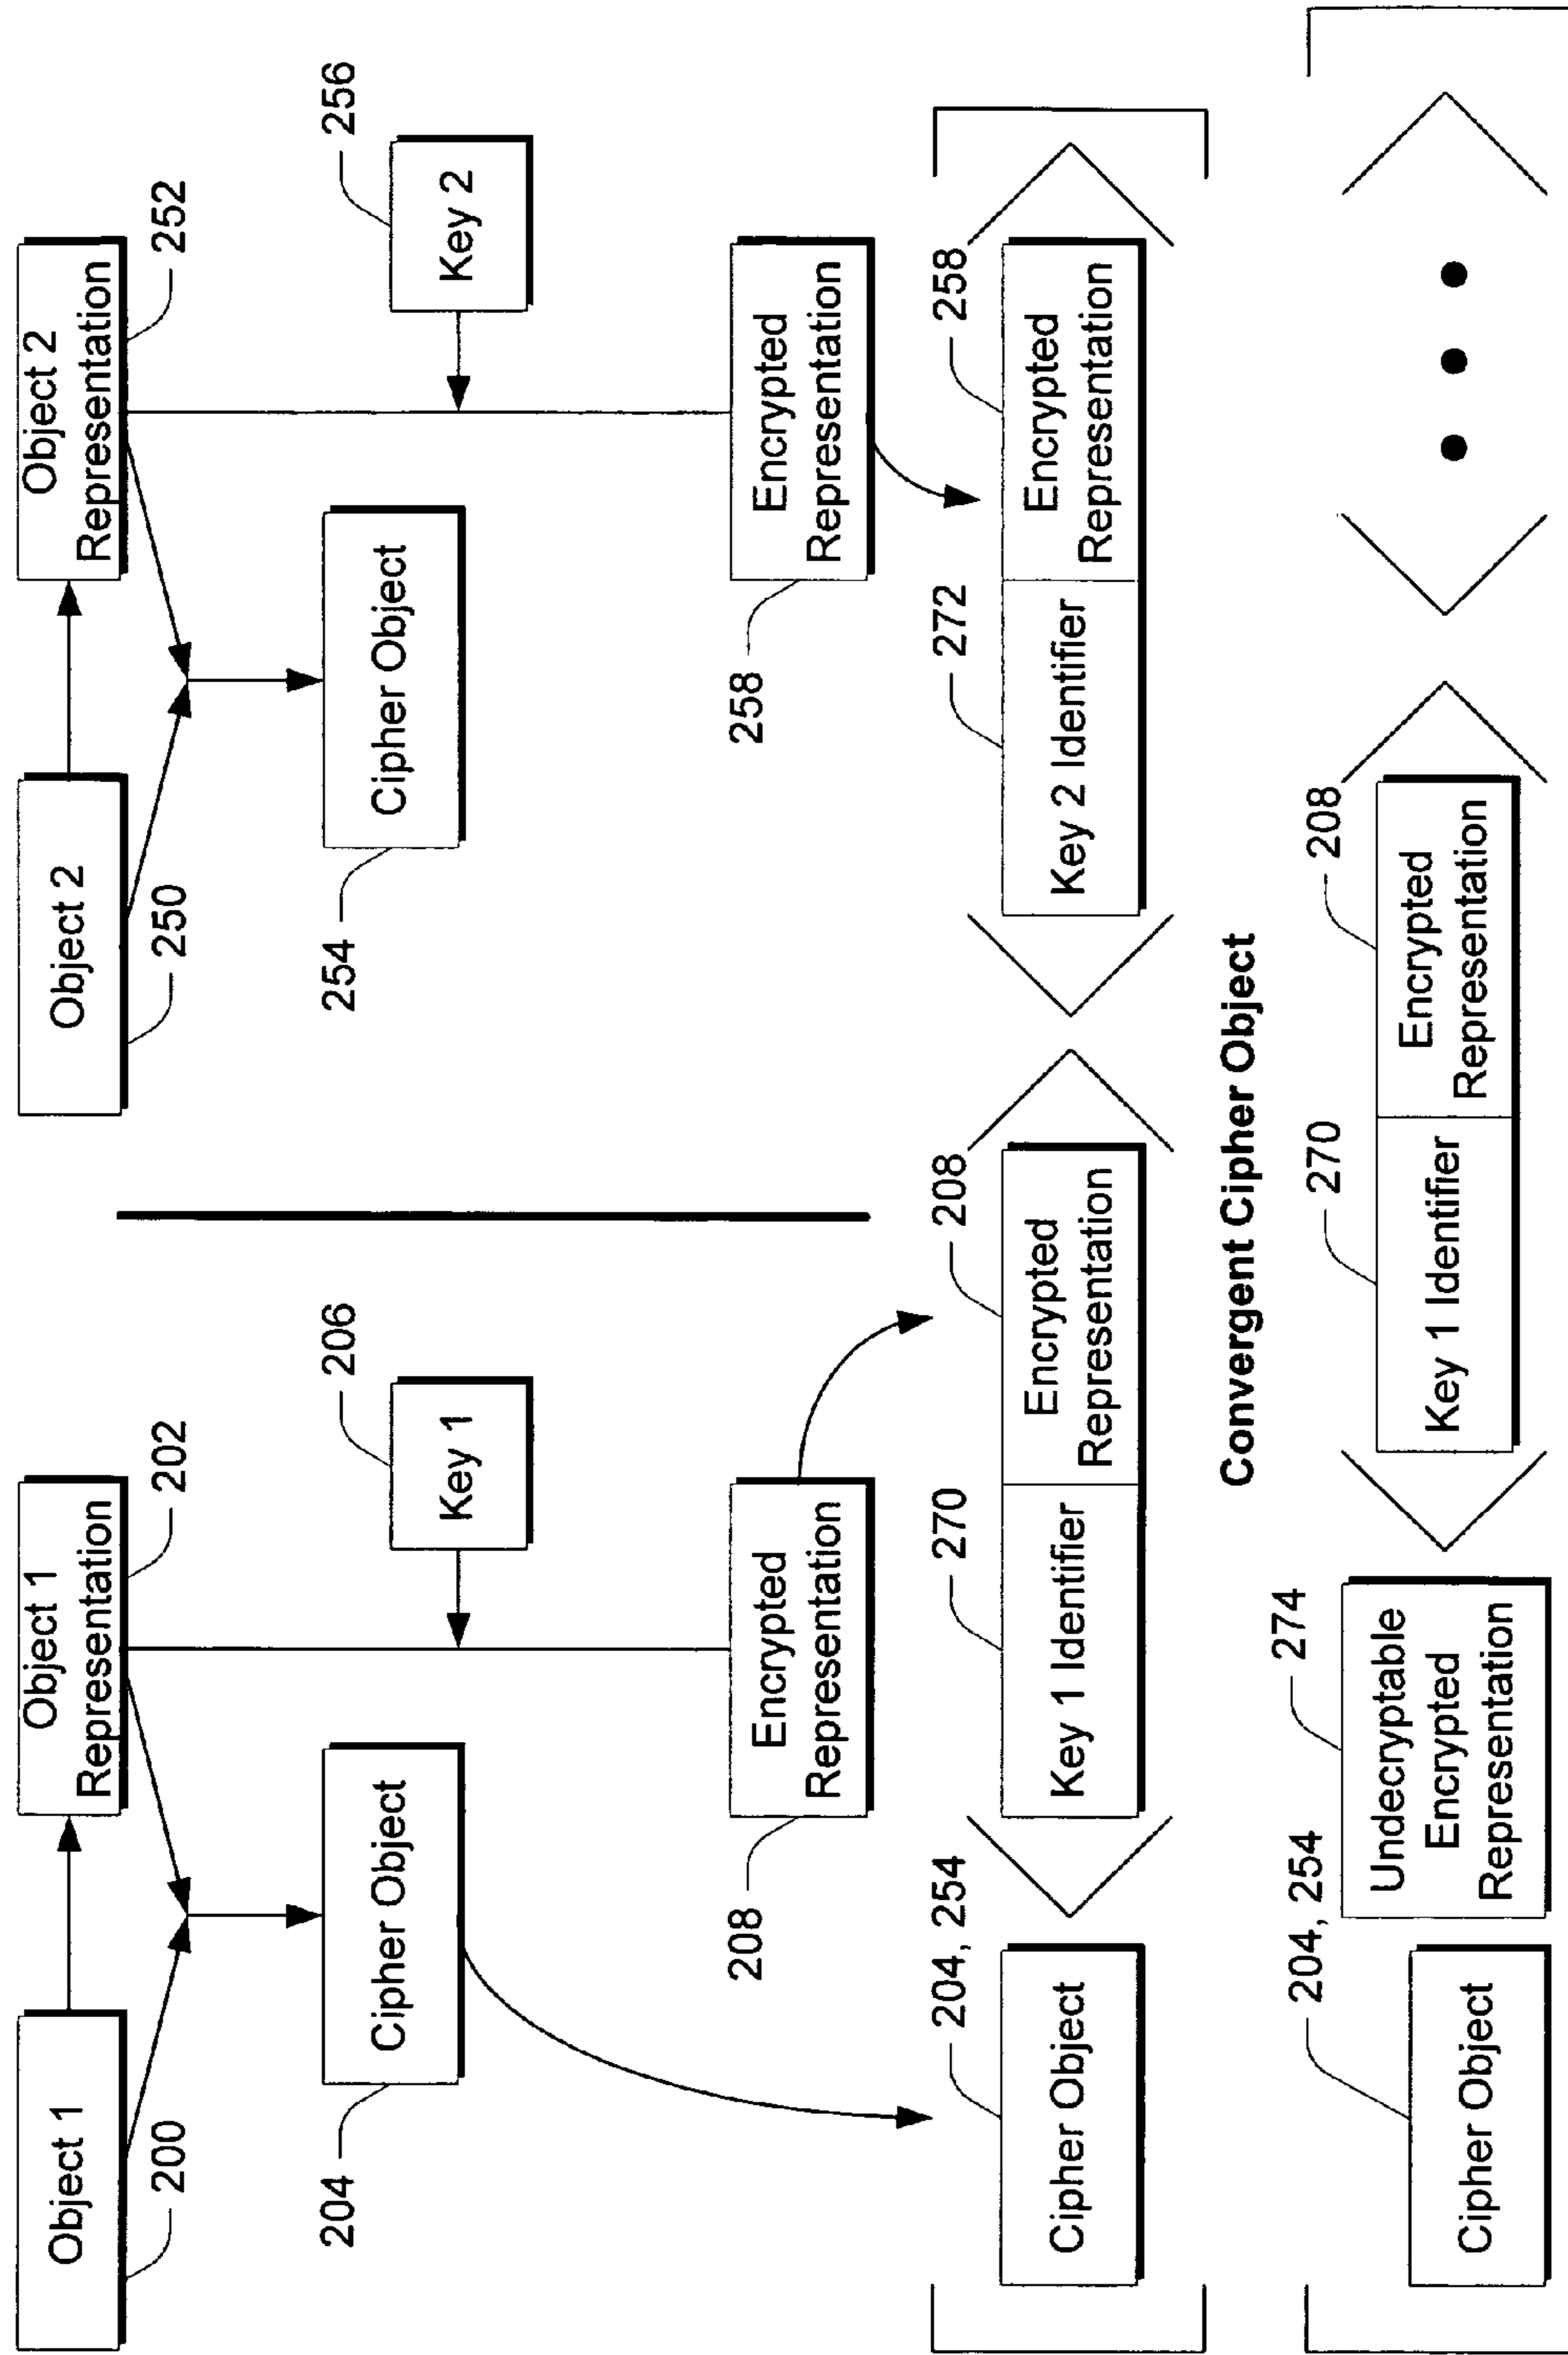 Object 1
200
Object 1
Representation
202
Cipher Object
204
Key 1
206
Encrypted
Representation
208
Object 2
250
Object 2
Representation
252
Cipher Object
254
Key 2
256
Encrypted
Representation
258
Cipher Object
204, 254
Key 1 Identifier
270
Encrypted
Representation
208
Key 2 Identifier
272
Encrypted
Representation
258
Convergent Cipher Object
Cipher Object
204, 254
Undecryptable
Encrypted
Representation
274
Key 1 Identifier
270
Encrypted
Representation
208